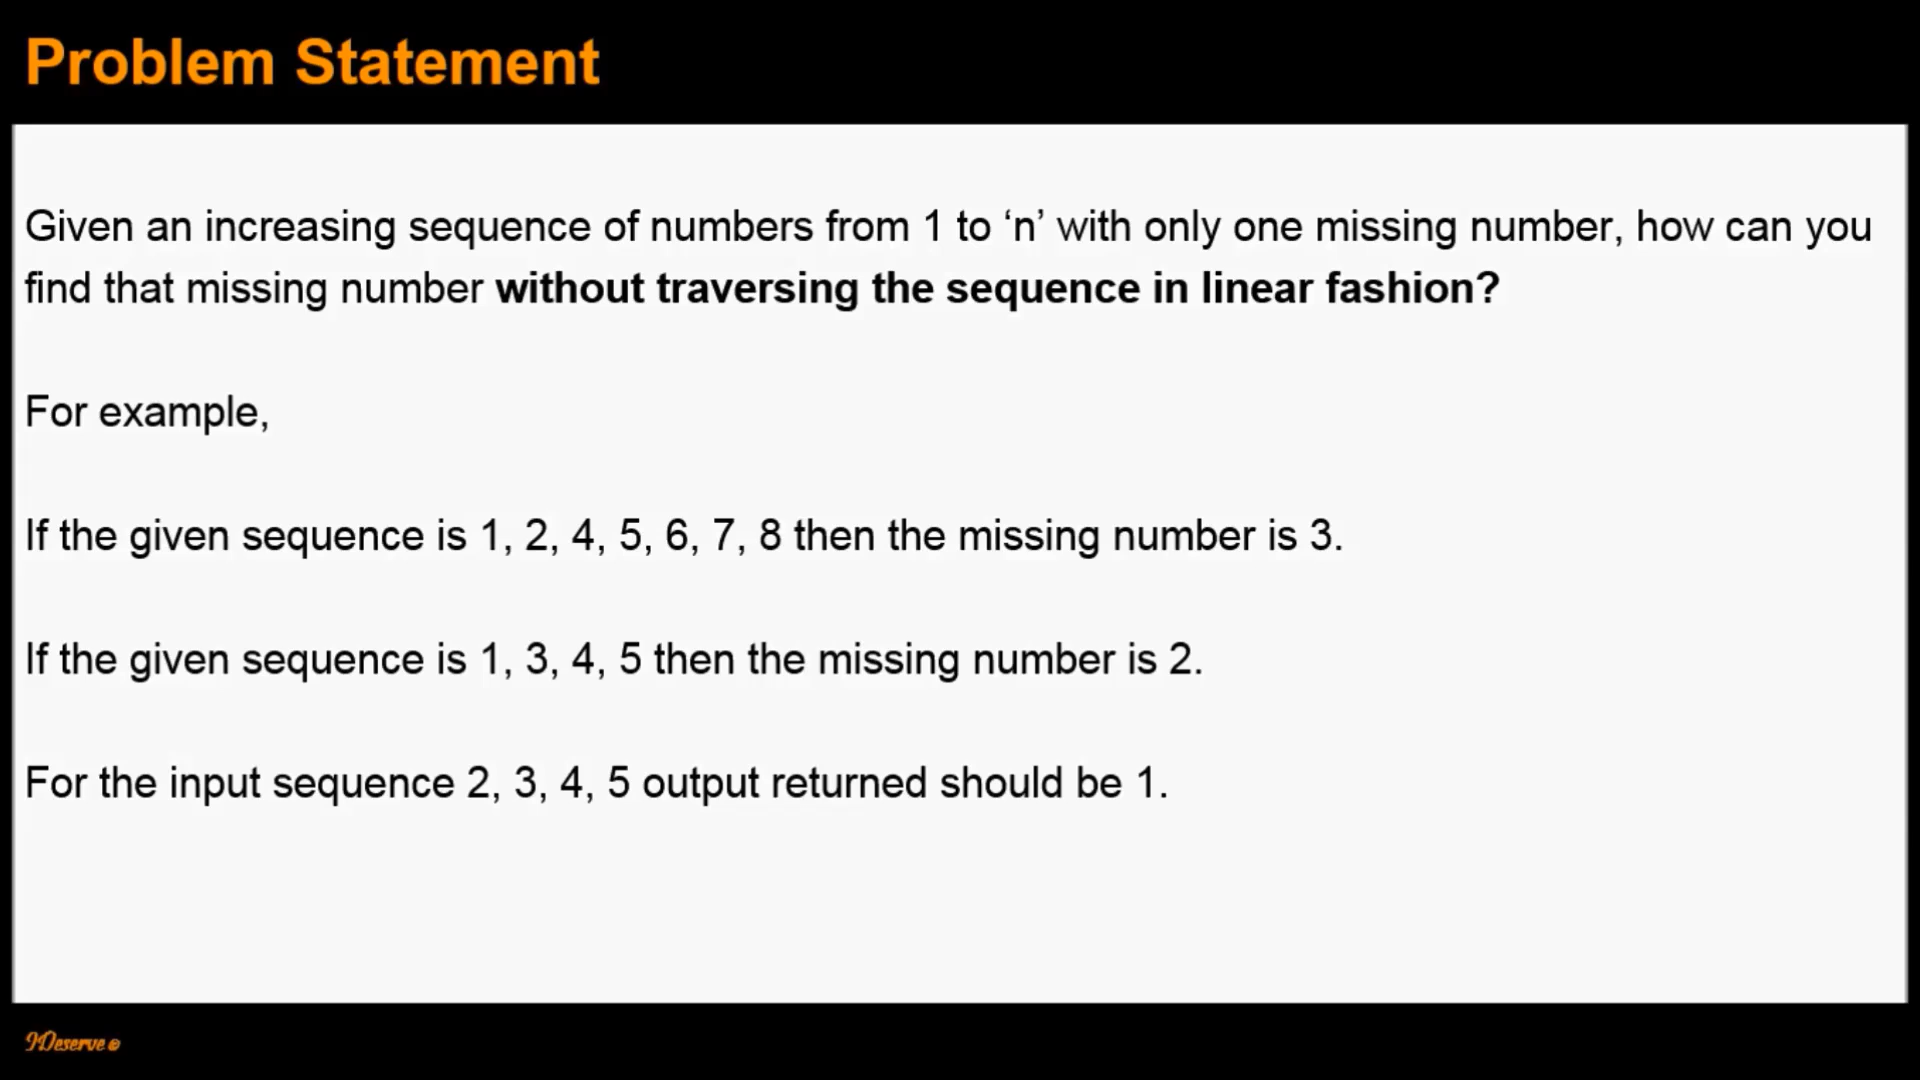 Problem Statement
Given an increasing sequence of numbers from 1 to ‘n’ with only one missing number, how can you
find that missing number without traversing the sequence in linear fashion?
For example,
If the given sequence is 1, 2, 4, 5, 6, 7, 8 then the missing number is 3.
If the given sequence is 1, 3, 4, 5 then the missing number is 2.
For the input sequence 2, 3, 4, 5 output returned should be 1.
IDeserve